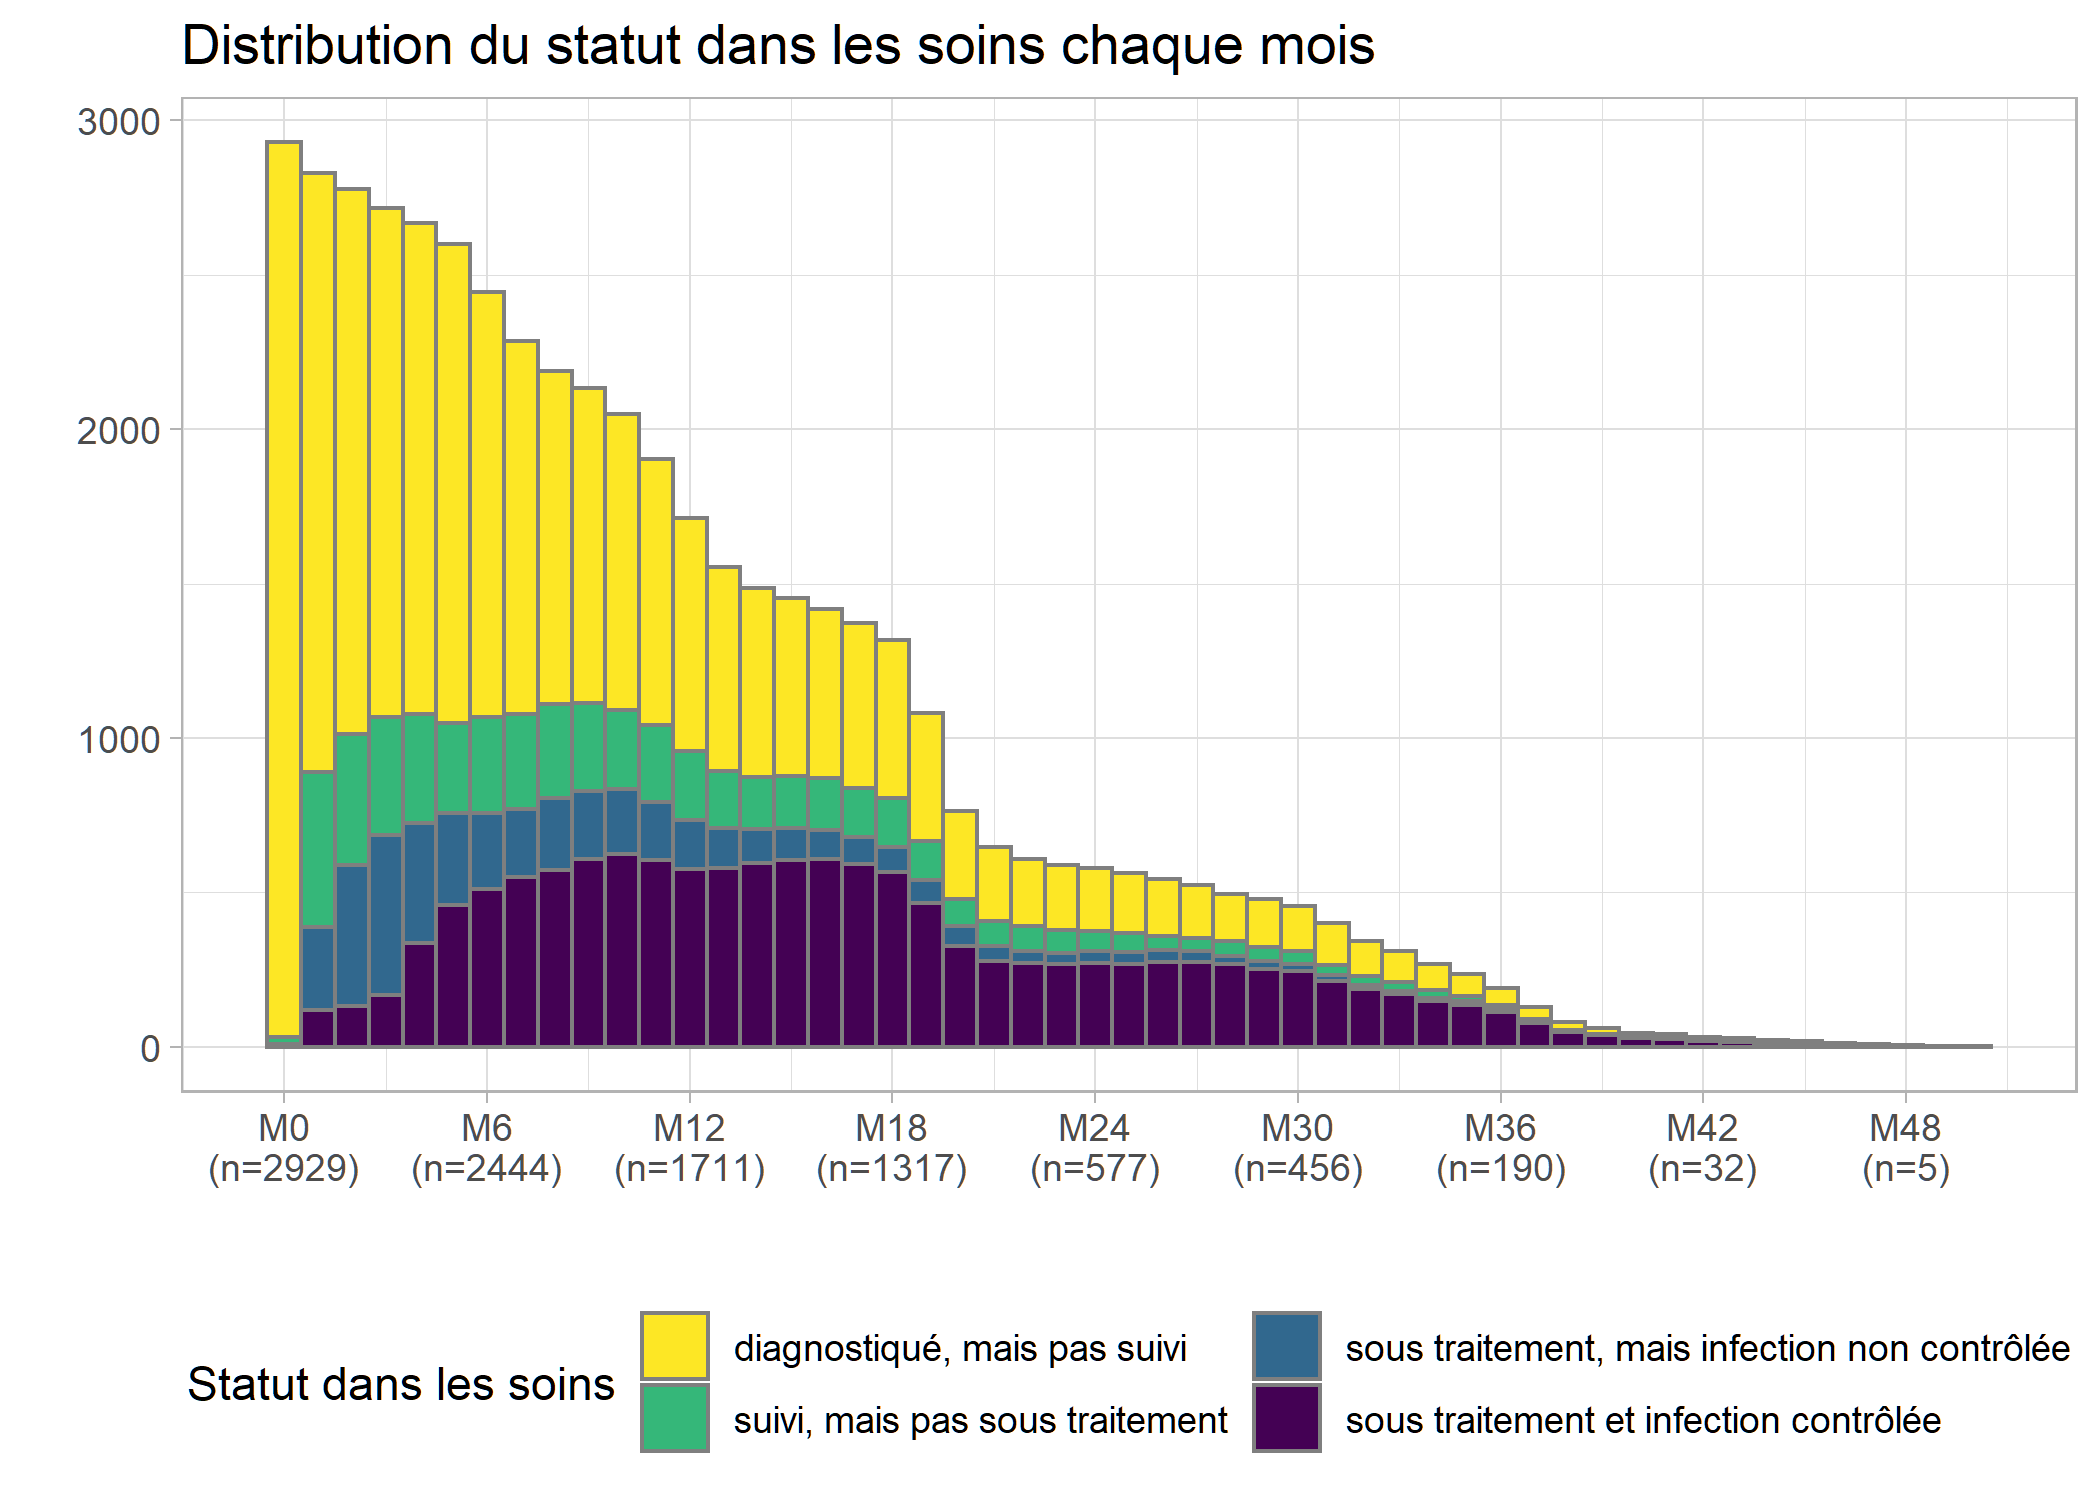 Distribution du statut dans les soins chaque mois
3000
2000
1000
0
M0 M6 M12 M18 M24 M30 M36 M42 M48
(n=2929) (n=2444) (n=1711) (n=1317) (n=577) (n=456) (n=190) (n=32) (n=5)
Statut dans les soins
diagnostiqué, mais pas suivi
suivi, mais pas sous traitement
sous traitement, mais infection non contrôlée
sous traitement et infection contrôlée